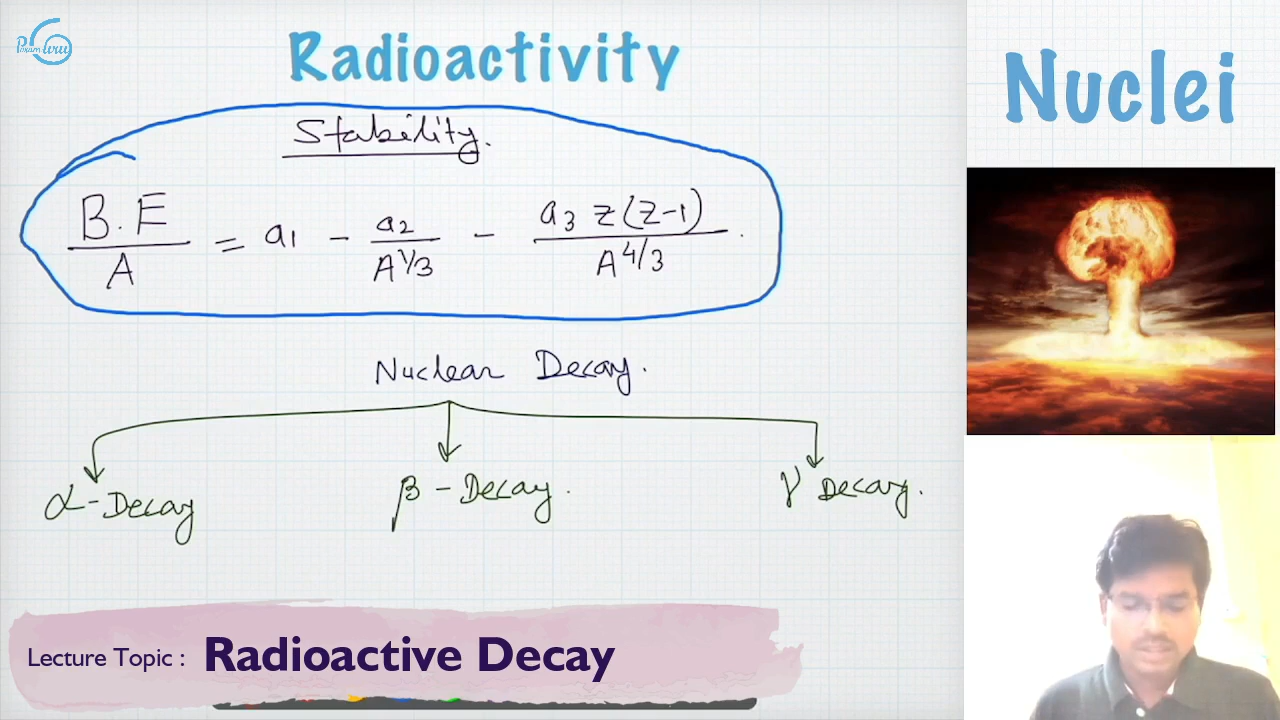 Radioactivity
Nuclei
Stability.
B.E/A = a₁ - a₂/A^1/3 - a₃ z(z-1)/A^4/3 .
Nuclear Decay.
α-Decay β-Decay. γ Decay.
Lecture Topic : Radioactive Decay